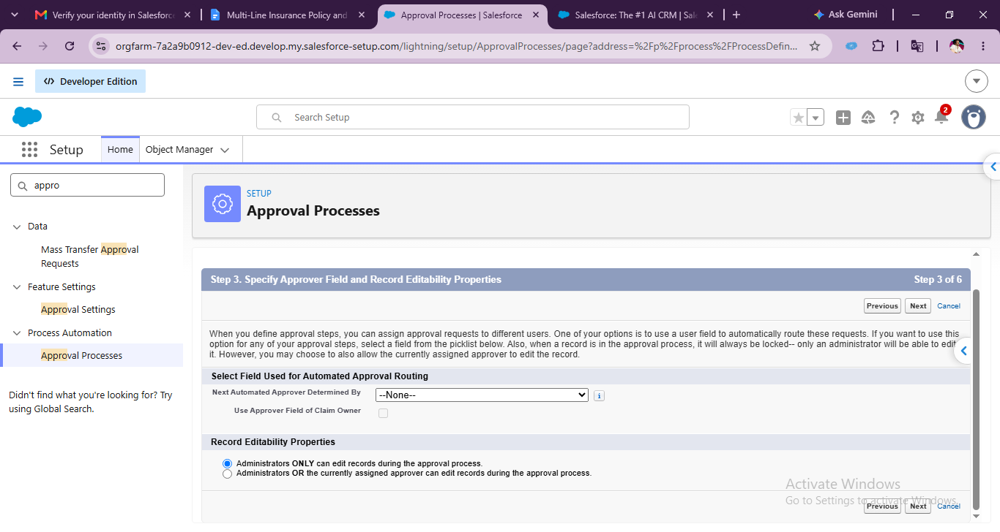 Verify your identity in Salesforc
Multi-Line Insurance Policy and
Approval Processes | Salesforce
Salesforce: The #1 AI CRM | Sal
Ask Gemini
orgfarm-7a2a9b0912-dev-ed.develop.my.salesforce-setup.com/lightning/setup/ApprovalProcesses/page?address=%2Fp%2Fprocess%2FProcessDefin...
Developer Edition
Search Setup
2
Setup
Home
Object Manager
appro
Data
Mass Transfer Approval
Requests
Feature Settings
Approval Settings
Process Automation
Approval Processes
Didn't find what you're looking for? Try
using Global Search.
SETUP
Approval Processes
Step 3. Specify Approver Field and Record Editability Properties
Step 3 of 6
Previous
Next
Cancel
When you define approval steps, you can assign approval requests to different users. One of your options is to use a user field to automatically route these requests. If you want to use this
option for any of your approval steps, select a field from the picklist below. Also, when a record is in the approval process, it will always be locked-- only an administrator will be able to edit
it. However, you may choose to also allow the currently assigned approver to edit the record.
Select Field Used for Automated Approval Routing
Next Automated Approver Determined By
--None--
i
Use Approver Field of Claim Owner
Record Editability Properties
Administrators ONLY can edit records during the approval process.
Administrators OR the currently assigned approver can edit records during the approval process.
Activate Windows
Go to Settings to activate Windows.
Previous
Next
Cancel